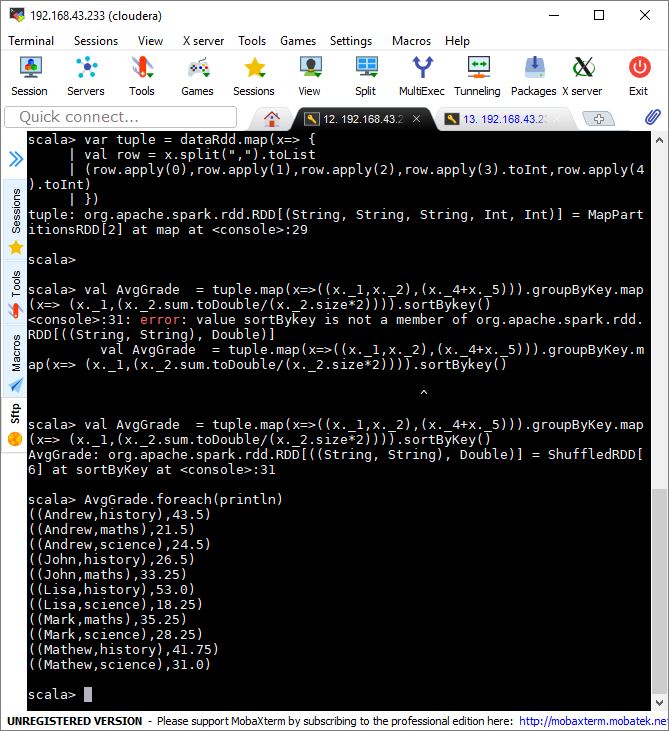 192.168.43.233 (cloudera)
Terminal Sessions View X server Tools Games Settings Macros Help
Session Servers Tools Games Sessions View Split MultiExec Tunneling Packages X server Exit
Quick connect...
12. 192.168.43.2
13. 192.168.43.23
Sessions
Tools
Macros
Sftp
scala> var tuple = dataRdd.map(x=> {
     | val row = x.split(",").toList
     | (row.apply(0),row.apply(1),row.apply(2),row.apply(3).toInt,row.apply(4
).toInt)
     | })
tuple: org.apache.spark.rdd.RDD[(String, String, String, Int, Int)] = MapPart
itionsRDD[2] at map at <console>:29
scala>
scala> val AvgGrade  = tuple.map(x=>((x._1,x._2),(x._4+x._5))).groupByKey.map
(x=> (x._1,(x._2.sum.toDouble/(x._2.size*2)))).sortBykey()
<console>:31: error: value sortBykey is not a member of org.apache.spark.rdd.
RDD[((String, String), Double)]
         val AvgGrade  = tuple.map(x=>((x._1,x._2),(x._4+x._5))).groupByKey.m
ap(x=> (x._1,(x._2.sum.toDouble/(x._2.size*2)))).sortBykey()
^
scala> val AvgGrade  = tuple.map(x=>((x._1,x._2),(x._4+x._5))).groupByKey.map
(x=> (x._1,(x._2.sum.toDouble/(x._2.size*2)))).sortByKey()
AvgGrade: org.apache.spark.rdd.RDD[((String, String), Double)] = ShuffledRDD[
6] at sortByKey at <console>:31
scala> AvgGrade.foreach(println)
((Andrew,history),43.5)
((Andrew,maths),21.5)
((Andrew,science),24.5)
((John,history),26.5)
((John,maths),33.25)
((Lisa,history),53.0)
((Lisa,science),18.25)
((Mark,maths),35.25)
((Mark,science),28.25)
((Mathew,history),41.75)
((Mathew,science),31.0)
scala>
UNREGISTERED VERSION - Please support MobaXterm by subscribing to the professional edition here: http://mobaxterm.mobatek.net